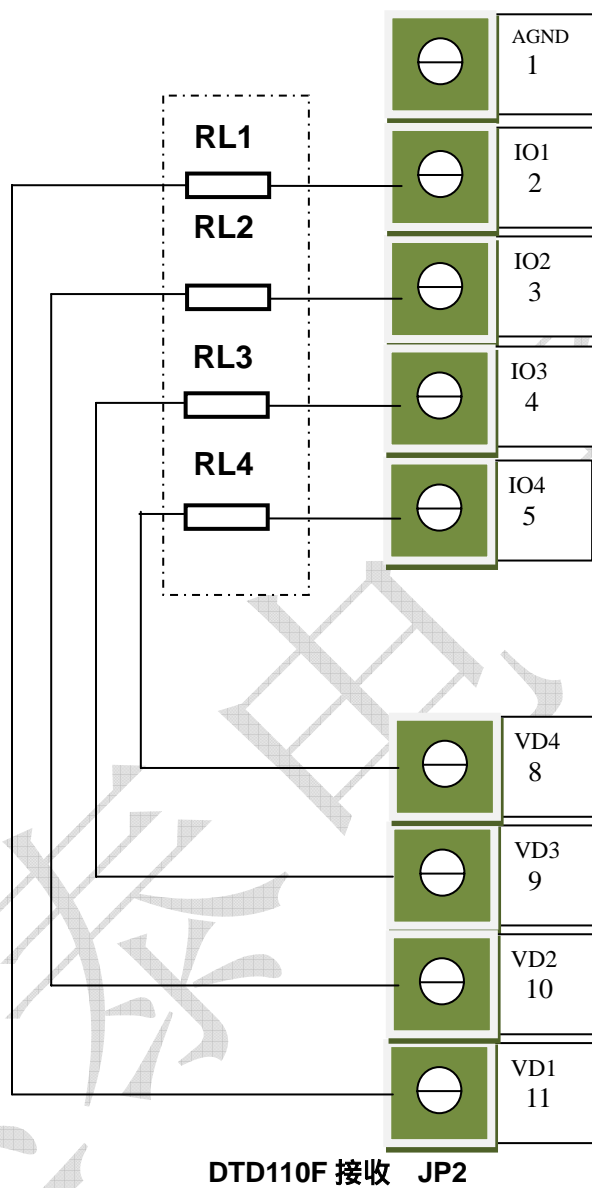 AGND
1
RL1
IO1
2
RL2
IO2
3
RL3
IO3
4
RL4
IO4
5
VD4
8
VD3
9
VD2
10
VD1
11
DTD110F 接收 JP2